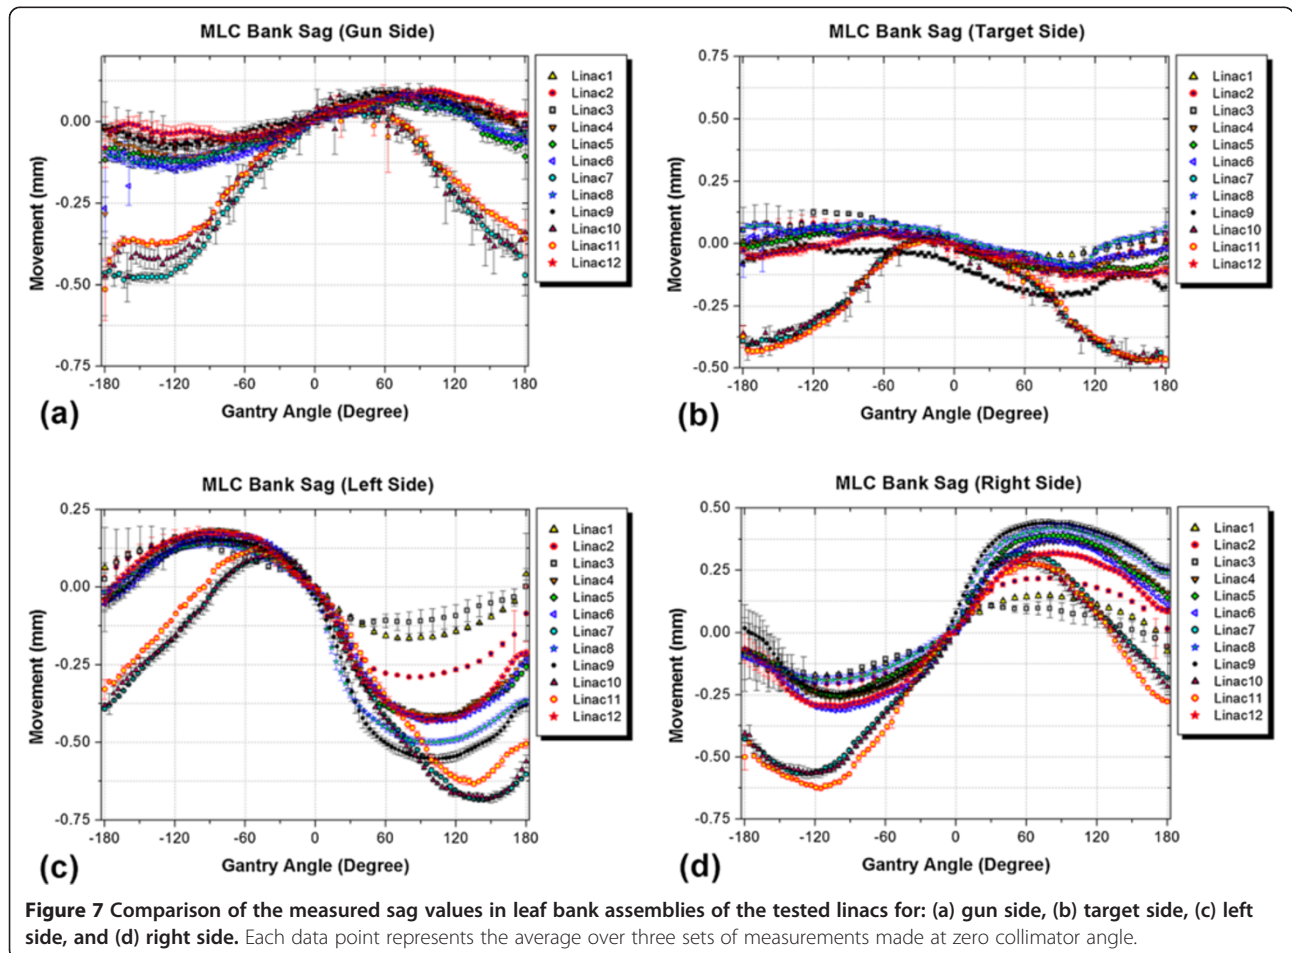 MLC Bank Sag (Gun Side)
0.00
-0.25
-0.50
-0.75
Movement (mm)
-180 -120 -60 0 60 120 180
Gantry Angle (Degree)
(a)
Linac1
Linac2
Linac3
Linac4
Linac5
Linac6
Linac7
Linac8
Linac9
Linac10
Linac11
Linac12
MLC Bank Sag (Target Side)
0.75
0.50
0.25
0.00
-0.25
-0.50
Movement (mm)
-180 -120 -60 0 60 120 180
Gantry Angle (Degree)
(b)
Linac1
Linac2
Linac3
Linac4
Linac5
Linac6
Linac7
Linac8
Linac9
Linac10
Linac11
Linac12
MLC Bank Sag (Left Side)
0.25
0.00
-0.25
-0.50
-0.75
Movement (mm)
-180 -120 -60 0 60 120 180
Gantry Angle (Degree)
(c)
Linac1
Linac2
Linac3
Linac4
Linac5
Linac6
Linac7
Linac8
Linac9
Linac10
Linac11
Linac12
MLC Bank Sag (Right Side)
0.50
0.25
0.00
-0.25
-0.50
-0.75
Movement (mm)
-180 -120 -60 0 60 120 180
Gantry Angle (Degree)
(d)
Linac1
Linac2
Linac3
Linac4
Linac5
Linac6
Linac7
Linac8
Linac9
Linac10
Linac11
Linac12
Figure 7 Comparison of the measured sag values in leaf bank assemblies of the tested linacs for: (a) gun side, (b) target side, (c) left
side, and (d) right side. Each data point represents the average over three sets of measurements made at zero collimator angle.